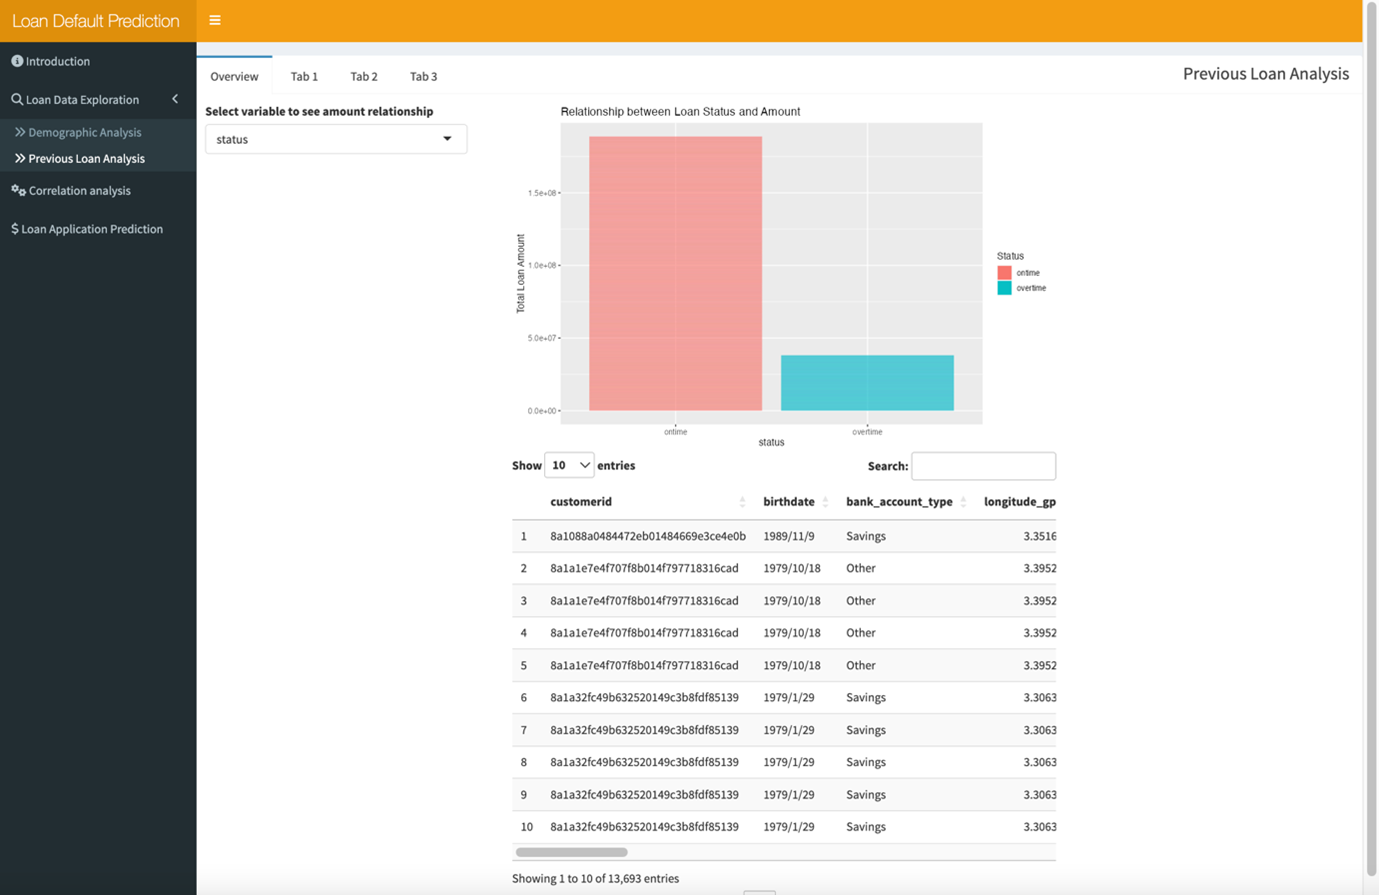 Loan Default Prediction
Introduction
Loan Data Exploration
Demographic Analysis
Previous Loan Analysis
Correlation analysis
Loan Application Prediction
Overview Tab 1 Tab 2 Tab 3
Previous Loan Analysis
Select variable to see amount relationship
status
Relationship between Loan Status and Amount
Total Loan Amount
1.5e+08
1.0e+08
5.0e+07
0.0e+00
ontime overtime
status
Status
ontime
overtime
Show 10 entries
Search:
customerid birthdate bank_account_type longitude_gp
1 8a1088a0484472eb01484669e3ce4e0b 1989/11/9 Savings 3.3516
2 8a1a1e7e4f707f8b014f797718316cad 1979/10/18 Other 3.3952
3 8a1a1e7e4f707f8b014f797718316cad 1979/10/18 Other 3.3952
4 8a1a1e7e4f707f8b014f797718316cad 1979/10/18 Other 3.3952
5 8a1a1e7e4f707f8b014f797718316cad 1979/10/18 Other 3.3952
6 8a1a32fc49b632520149c3b8fdf85139 1979/1/29 Savings 3.3063
7 8a1a32fc49b632520149c3b8fdf85139 1979/1/29 Savings 3.3063
8 8a1a32fc49b632520149c3b8fdf85139 1979/1/29 Savings 3.3063
9 8a1a32fc49b632520149c3b8fdf85139 1979/1/29 Savings 3.3063
10 8a1a32fc49b632520149c3b8fdf85139 1979/1/29 Savings 3.3063
Showing 1 to 10 of 13,693 entries